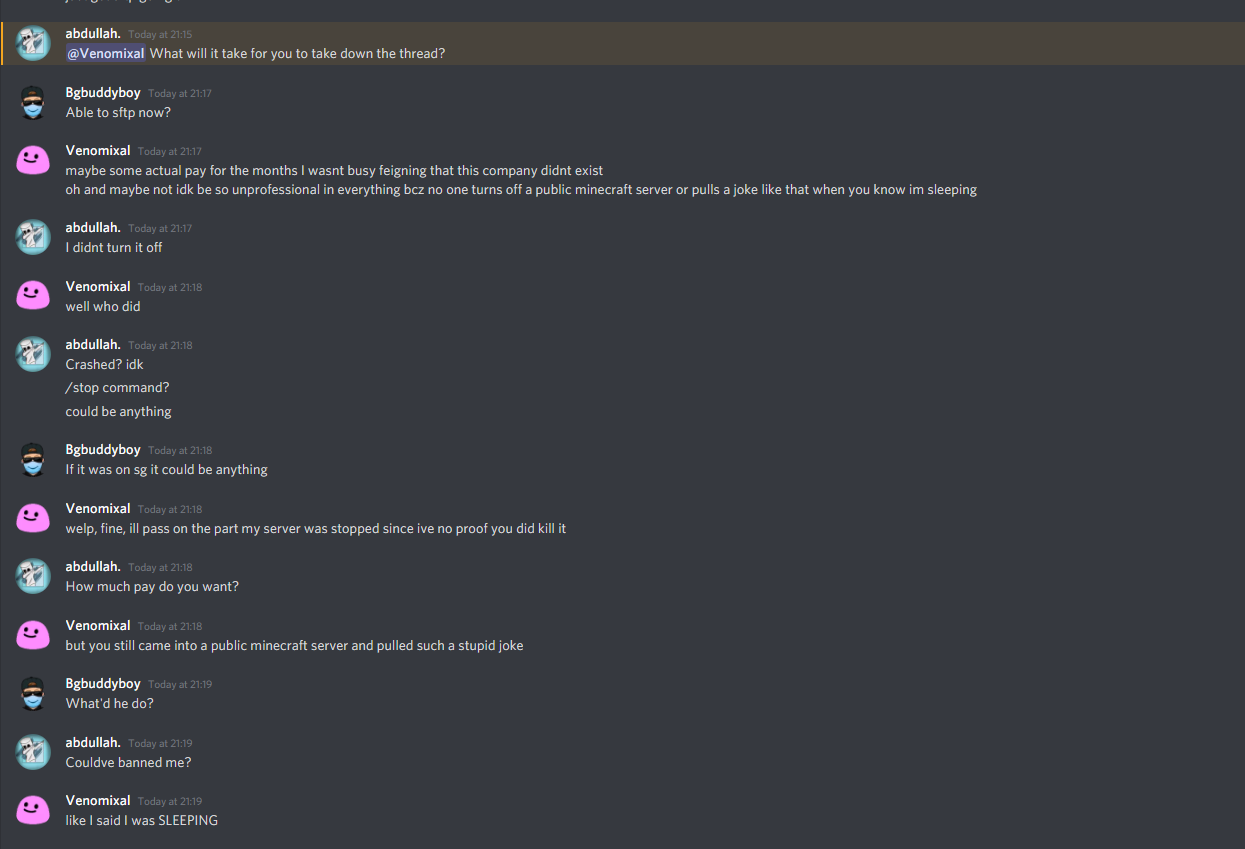 abdullah. Today at 21:15
@Venomixal What will it take for you to take down the thread?
Bgbuddyboy Today at 21:17
Able to sftp now?
Venomixal Today at 21:17
maybe some actual pay for the months I wasnt busy feigning that this company didnt exist
oh and maybe not idk be so unprofessional in everything bcz no one turns off a public minecraft server or pulls a joke like that when you know im sleeping
abdullah. Today at 21:17
I didnt turn it off
Venomixal Today at 21:18
well who did
abdullah. Today at 21:18
Crashed? idk
/stop command?
could be anything
Bgbuddyboy Today at 21:18
If it was on sg it could be anything
Venomixal Today at 21:18
welp, fine, ill pass on the part my server was stopped since ive no proof you did kill it
abdullah. Today at 21:18
How much pay do you want?
Venomixal Today at 21:18
but you still came into a public minecraft server and pulled such a stupid joke
Bgbuddyboy Today at 21:19
What'd he do?
abdullah. Today at 21:19
Couldve banned me?
Venomixal Today at 21:19
like I said I was SLEEPING